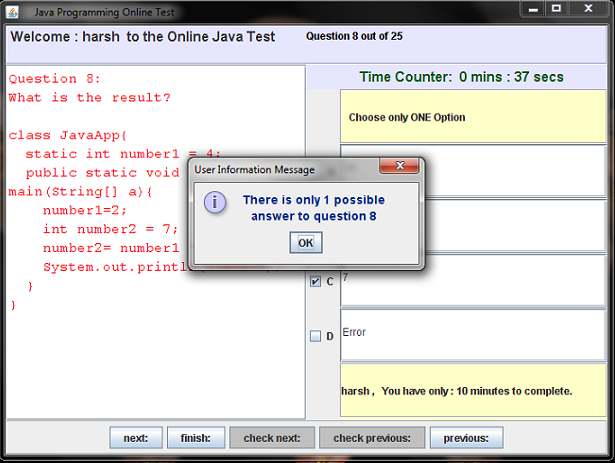 Java Programming Online Test
Welcome : harsh to the Online Java Test
Question 8 out of 25
Time Counter: 0 mins : 37 secs
Question 8:
What is the result?
class JavaApp{
static int number1 = 4;
public static void
main(String[] a){
number1=2;
int number2 = 7;
number2= number1
System.out.printl
}
}
Choose only ONE Option
User Information Message
There is only 1 possible
answer to question 8
OK
C
7
D
Error
harsh , You have only : 10 minutes to complete.
next:
finish:
check next:
check previous:
previous: